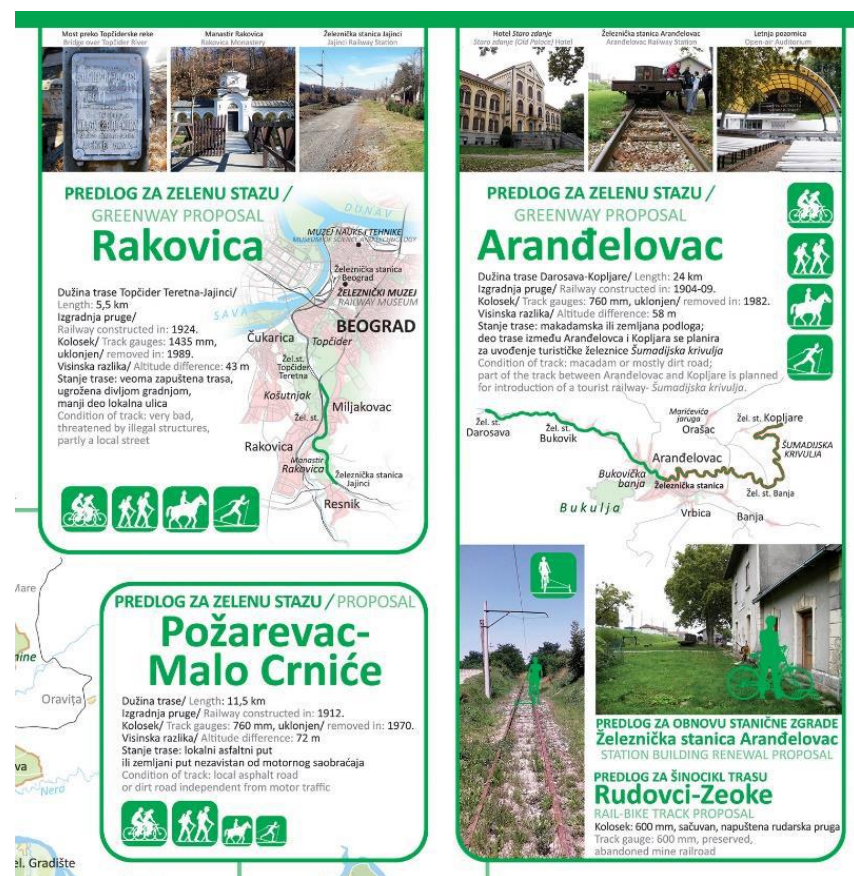 Most preko Topčiderske reke
Bridge over Topčider River
Manastir Rakovica
Rakovica Monastery
Železnička stanica Jajinci
Jajinci Railway Station
PREDLOG ZA ZELENU STAZU /
GREENWAY PROPOSAL
Rakovica
Dužina trase Topčider Teretna-Jajinci/
Length: 5,5 km
Izgradnja pruge/
Railway constructed in: 1924.
Kolosek/ Track gauges: 1435 mm,
uklonjen/ removed in: 1989.
Visinska razlika/ Altitude difference: 43 m
Stanje trase: veoma zapuštena trasa,
ugrožena divljom gradnjom,
manji deo lokalna ulica
Condition of track: very bad,
threatened by illegal structures,
partly a local street
DUNAV
MUZEJ NAUKE I TEHNIKE
MUSEUM OF SCIENCE AND TECHNOLOGY
Železnička stanica
Beograd
ŽELEZNIČKI MUZEJ
RAILWAY MUSEUM
SAVA
BEOGRAD
Čukarica
Topčider
Žel.st.
Topčider
Teretna
Košutnjak
Miljakovac
Žel. st.
Rakovica
Manastir
Rakovica
Železnička stanica
Jajinci
Resnik
Hotel Staro zdanje
Staro zdanje (Old Palace) Hotel
Železnička stanica Aranđelovac
Aranđelovac Railway Station
Letnja pozornica
Open-air Auditorium
PREDLOG ZA ZELENU STAZU /
GREENWAY PROPOSAL
Aranđelovac
Dužina trase Darosava-Kopljare/ Length: 24 km
Izgradnja pruge/ Railway constructed in: 1904-09.
Kolosek/ Track gauges: 760 mm, uklonjen/ removed in: 1982.
Visinska razlika/ Altitude difference: 58 m
Stanje trase: makadamska ili zemljana podloga;
deo trase između Aranđelovca i Kopljara se planira
za uvođenje turističke železnice Šumadijska krivulja
Condition of track: macadam or mostly dirt road;
part of the track between Aranđelovac and Kopljare is planned
for introduction of a tourist railway- Šumadijska krivulja.
Žel. st.
Darosava
Žel. st.
Bukovik
Marićevića
jaruga
Orašac
Žel. st. Kopljare
ŠUMADIJSKA
KRIVULJA
Aranđelovac
Bukovička
banja
Železnička stanica
Žel. st. Banja
Bukulja
Vrbica
Banja
PREDLOG ZA ZELENU STAZU / PROPOSAL
Požarevac-
Malo Crniće
Dužina trase/ Length: 11,5 km
Izgradnja pruge/ Railway constructed in: 1912.
Kolosek/ Track gauges: 760 mm, uklonjen/ removed in: 1970.
Visinska razlika/ Altitude difference: 72 m
Stanje trase: lokalni asfaltni put
ili zemljani put nezavistan od motornog saobraćaja
Condition of track: local asphalt road
or dirt road independent from motor traffic
PREDLOG ZA OBNOVU STANIČNE ZGRADE
Železnička stanica Aranđelovac
STATION BUILDING RENEWAL PROPOSAL
PREDLOG ZA ŠINOCIKL TRASU
Rudovci-Zeoke
RAIL-BIKE TRACK PROPOSAL
Kolosek: 600 mm, sačuvan, napuštena rudarska pruga
Track gauge: 600 mm, preserved,
abandoned mine railroad
Mare
nine
Oraviţa
va
Nera
el. Gradište